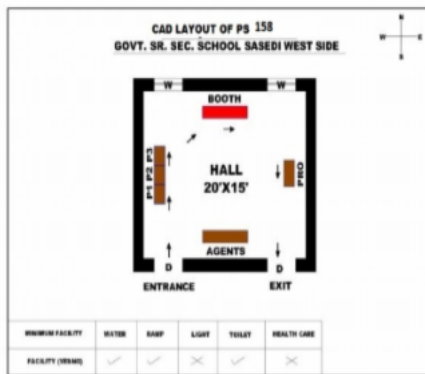 CAD LAYOUT OF PS 158
GOVT. SR. SEC. SCHOOL SASEDI WEST SIDE
N
W E
S
W W
BOOTH
P1 P2 P3
HALL
20'X15'
PRO
AGENTS
D D
ENTRANCE EXIT
MINIMUM FACILITY WATER RAMP LIGHT TOILET HEALTH CARE
FACILITY (YES/NO) ✓ ✓ ✗ ✓ ✗